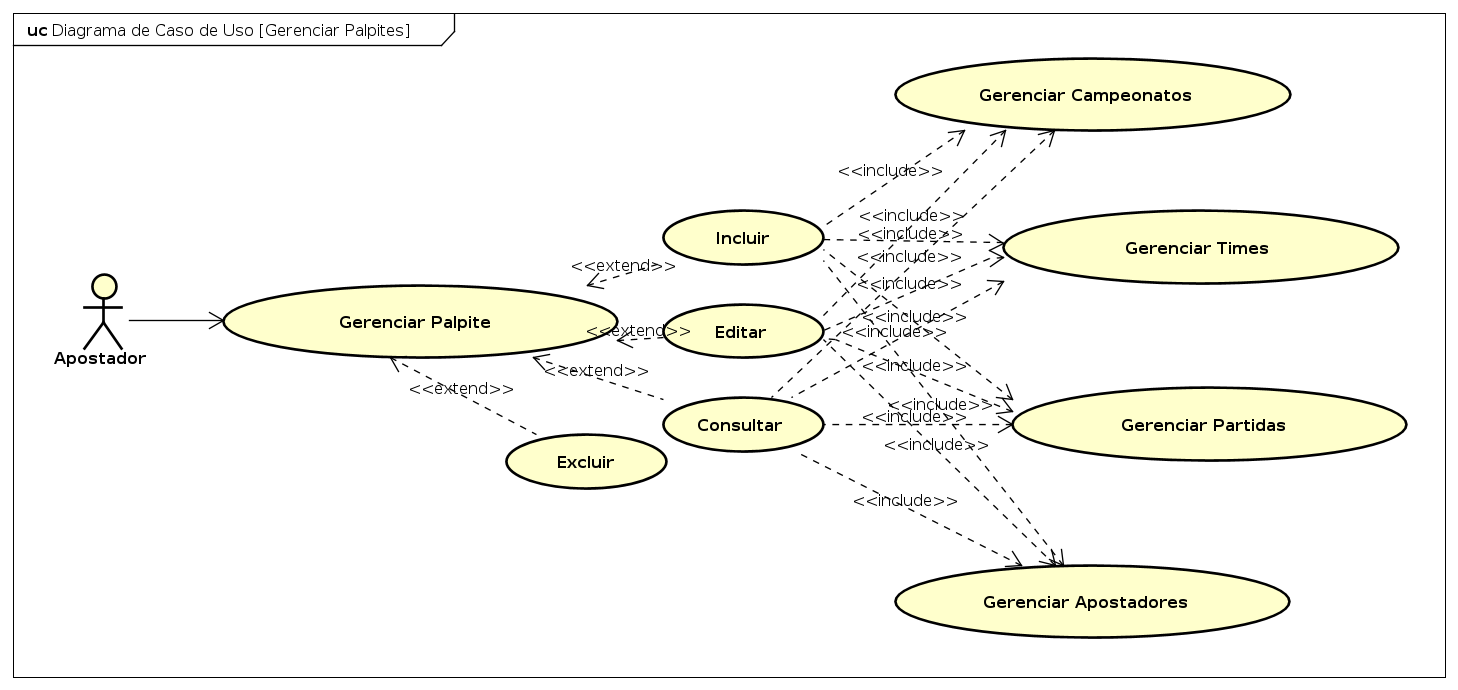 uc Diagrama de Caso de Uso [Gerenciar Palpites]
Gerenciar Campeonatos
<<include>>
<<include>>
<<include>>
Incluir
Gerenciar Times
<<include>>
<<extend>>
<<include>>
Apostador
Gerenciar Palpite
<<extend>>
Editar
<<include>>
<<include>>
<<include>>
<<extend>>
<<extend>>
<<include>>
<<include>>
Consultar
Gerenciar Partidas
<<include>>
Excluir
<<include>>
Gerenciar Apostadores